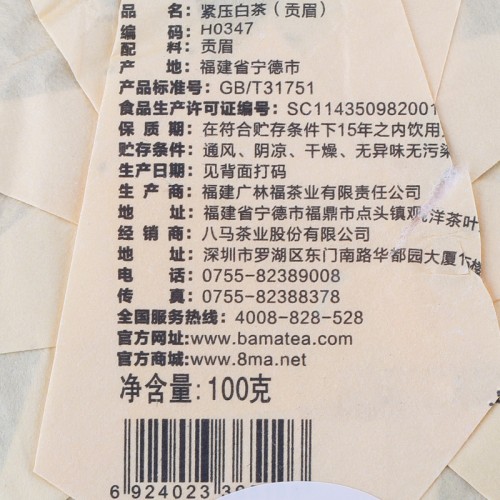 品 名：紧压白茶（贡眉）
编 码：H0347
配 料：贡眉
产 地：福建省宁德市
产品标准号：GB/T31751
食品生产许可证编号：SC114350982001
保 质 期：在符合贮存条件下15年之内饮用
贮存条件：通风、阴凉、干燥、无异味无污染
生产日期：见背面打码
生 产 商：福建广林福茶业有限责任公司
地 址：福建省宁德市福鼎市点头镇观洋茶叶
经 销 商：八马茶业股份有限公司
地 址：深圳市罗湖区东门南路华都园大厦
电 话：0755-82389008
传 真：0755-82388378
全国服务热线：4008-828-528
官方网址:www.bamatea.com
官方商城:www.8ma.net
净含量: 100克
6 924023